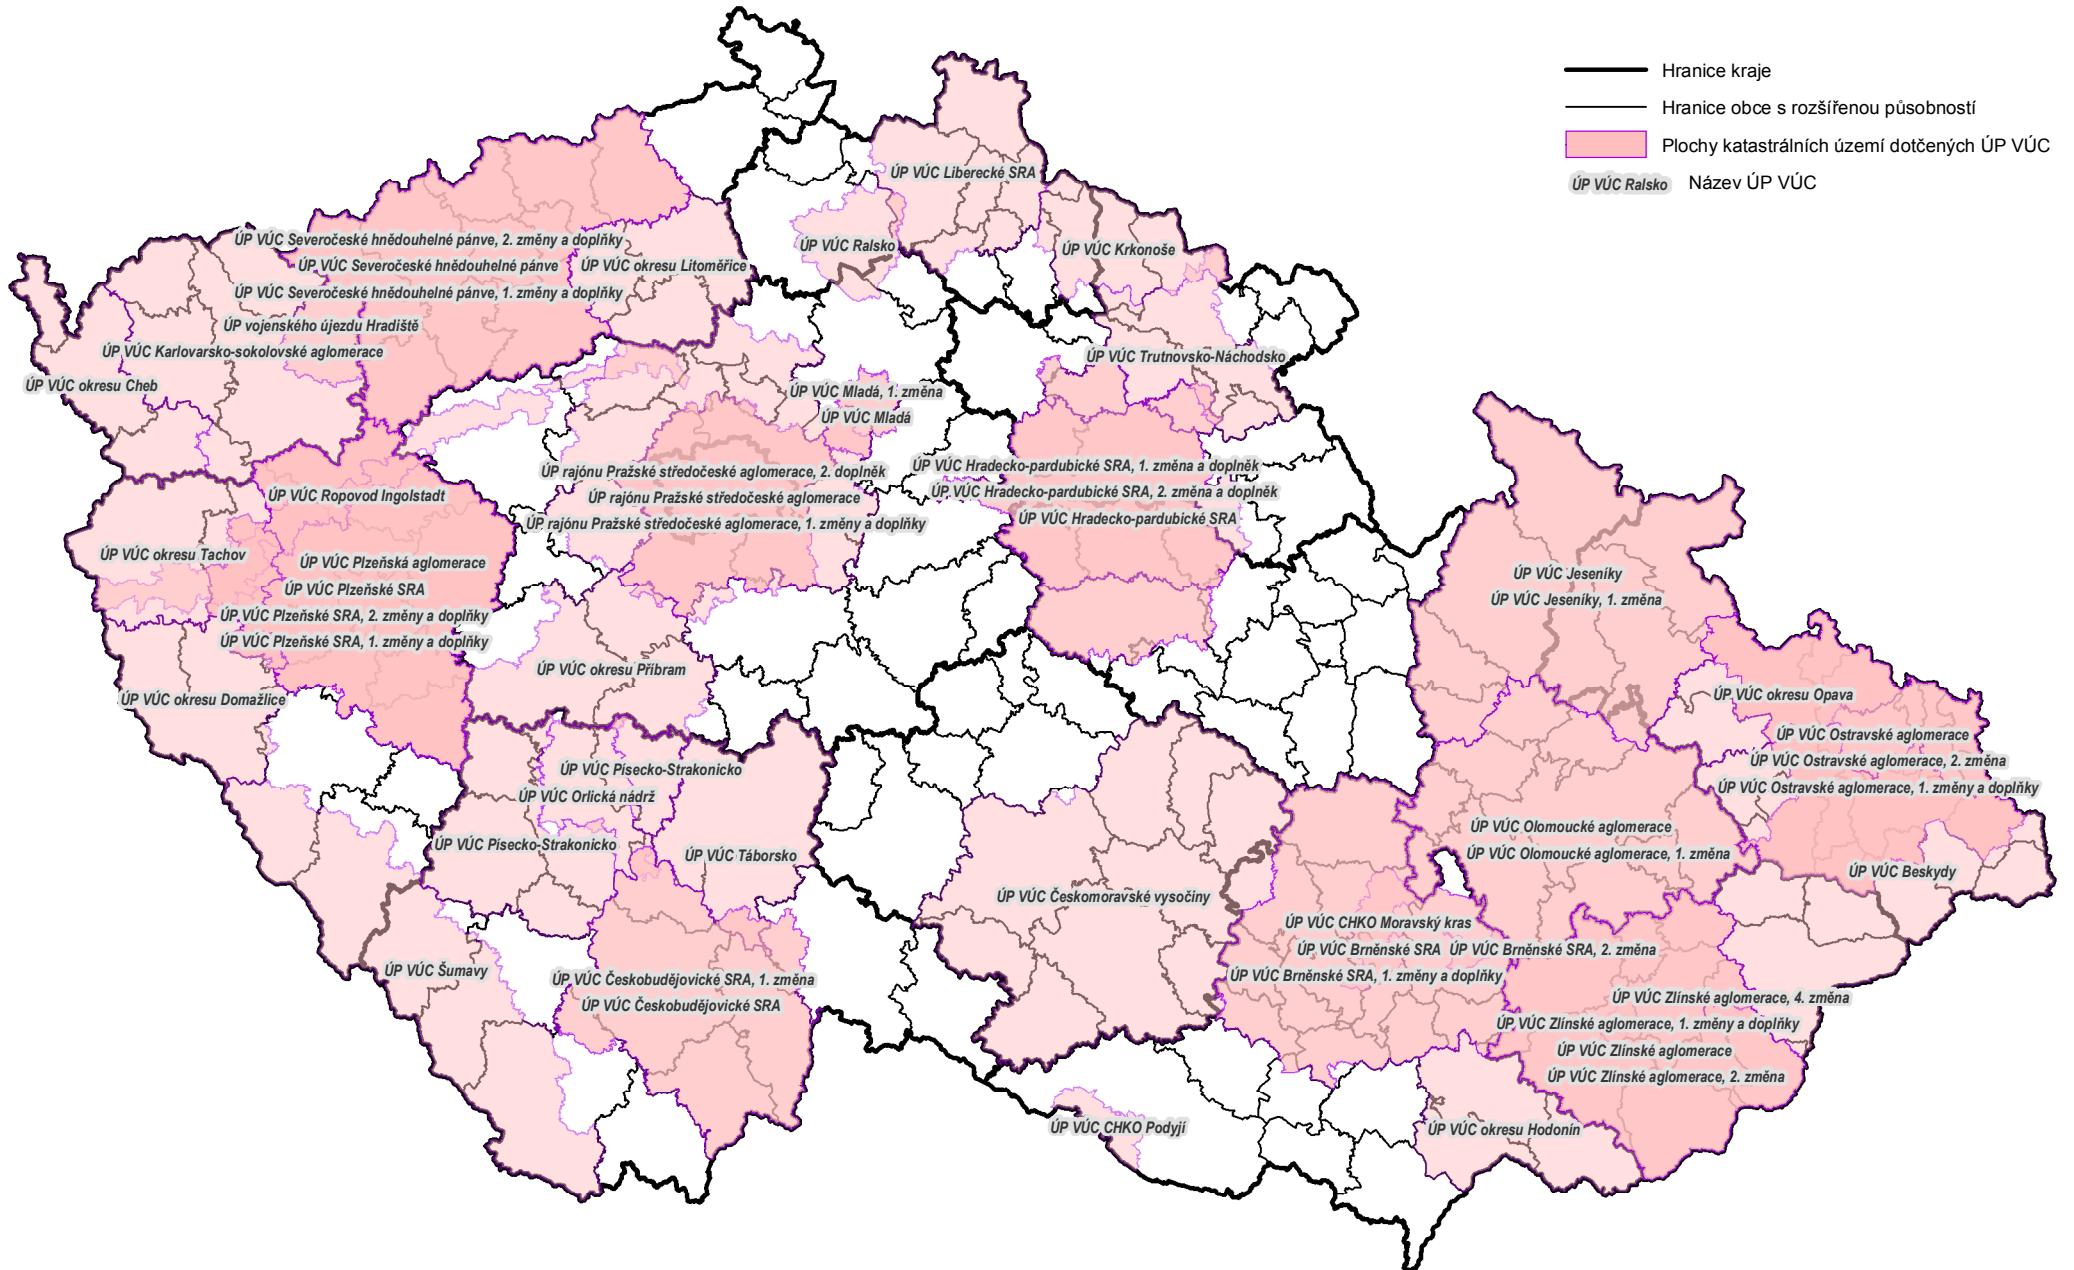 Hranice kraje
Hranice obce s rozšířenou působností
Plochy katastrálních území dotčených ÚP VÚC
ÚP VÚC Ralsko Název ÚP VÚC
ÚP VÚC Liberecké SRA
ÚP VÚC Severočeské hnědouhelné pánve, 2. změny a doplňky
ÚP VÚC Ralsko
ÚP VÚC Krkonoše
ÚP VÚC Severočeské hnědouhelné pánve
ÚP VÚC okresu Litoměřice
ÚP VÚC Severočeské hnědouhelné pánve, 1. změny a doplňky
ÚP vojenského újezdu Hradiště
ÚP VÚC Karlovarsko-sokolovské aglomerace
ÚP VÚC Trutnovsko-Náchodsko
ÚP VÚC okresu Cheb
ÚP VÚC Mladá, 1. změna
ÚP VÚC Mladá
ÚP rajónu Pražské středočeské aglomerace, 2. doplněk
ÚP VÚC Hradecko-pardubické SRA, 1. změna a doplněk
ÚP VÚC Ropovod Ingolstadt
ÚP rajónu Pražské středočeské aglomerace
ÚP VÚC Hradecko-pardubické SRA, 2. změna a doplněk
ÚP rajónu Pražské středočeské aglomerace, 1. změny a doplňky
ÚP VÚC Hradecko-pardubické SRA
ÚP VÚC okresu Tachov
ÚP VÚC Plzeňská aglomerace
ÚP VÚC Jeseníky
ÚP VÚC Plzeňské SRA
ÚP VÚC Jeseníky, 1. změna
ÚP VÚC Plzeňské SRA, 2. změny a doplňky
ÚP VÚC Plzeňské SRA, 1. změny a doplňky
ÚP VÚC okresu Příbram
ÚP VÚC okresu Domažlice
ÚP VÚC okresu Opava
ÚP VÚC Ostravské aglomerace
ÚP VÚC Písecko-Strakonicko
ÚP VÚC Ostravské aglomerace, 2. změna
ÚP VÚC Orlická nádrž
ÚP VÚC Ostravské aglomerace, 1. změny a doplňky
ÚP VÚC Olomoucké aglomerace
ÚP VÚC Písecko-Strakonicko
ÚP VÚC Táborsko
ÚP VÚC Olomoucké aglomerace, 1. změna
ÚP VÚC Beskydy
ÚP VÚC Českomoravské vysočiny
ÚP VÚC CHKO Moravský kras
ÚP VÚC Brněnské SRA
ÚP VÚC Brněnské SRA, 2. změna
ÚP VÚC Šumavy
ÚP VÚC Českobudějovické SRA, 1. změna
ÚP VÚC Brněnské SRA, 1. změny a doplňky
ÚP VÚC Českobudějovické SRA
ÚP VÚC Zlínské aglomerace, 4. změna
ÚP VÚC Zlínské aglomerace, 1. změny a doplňky
ÚP VÚC Zlínské aglomerace
ÚP VÚC Zlínské aglomerace, 2. změna
ÚP VÚC CHKO Podyjí
ÚP VÚC okresu Hodonín